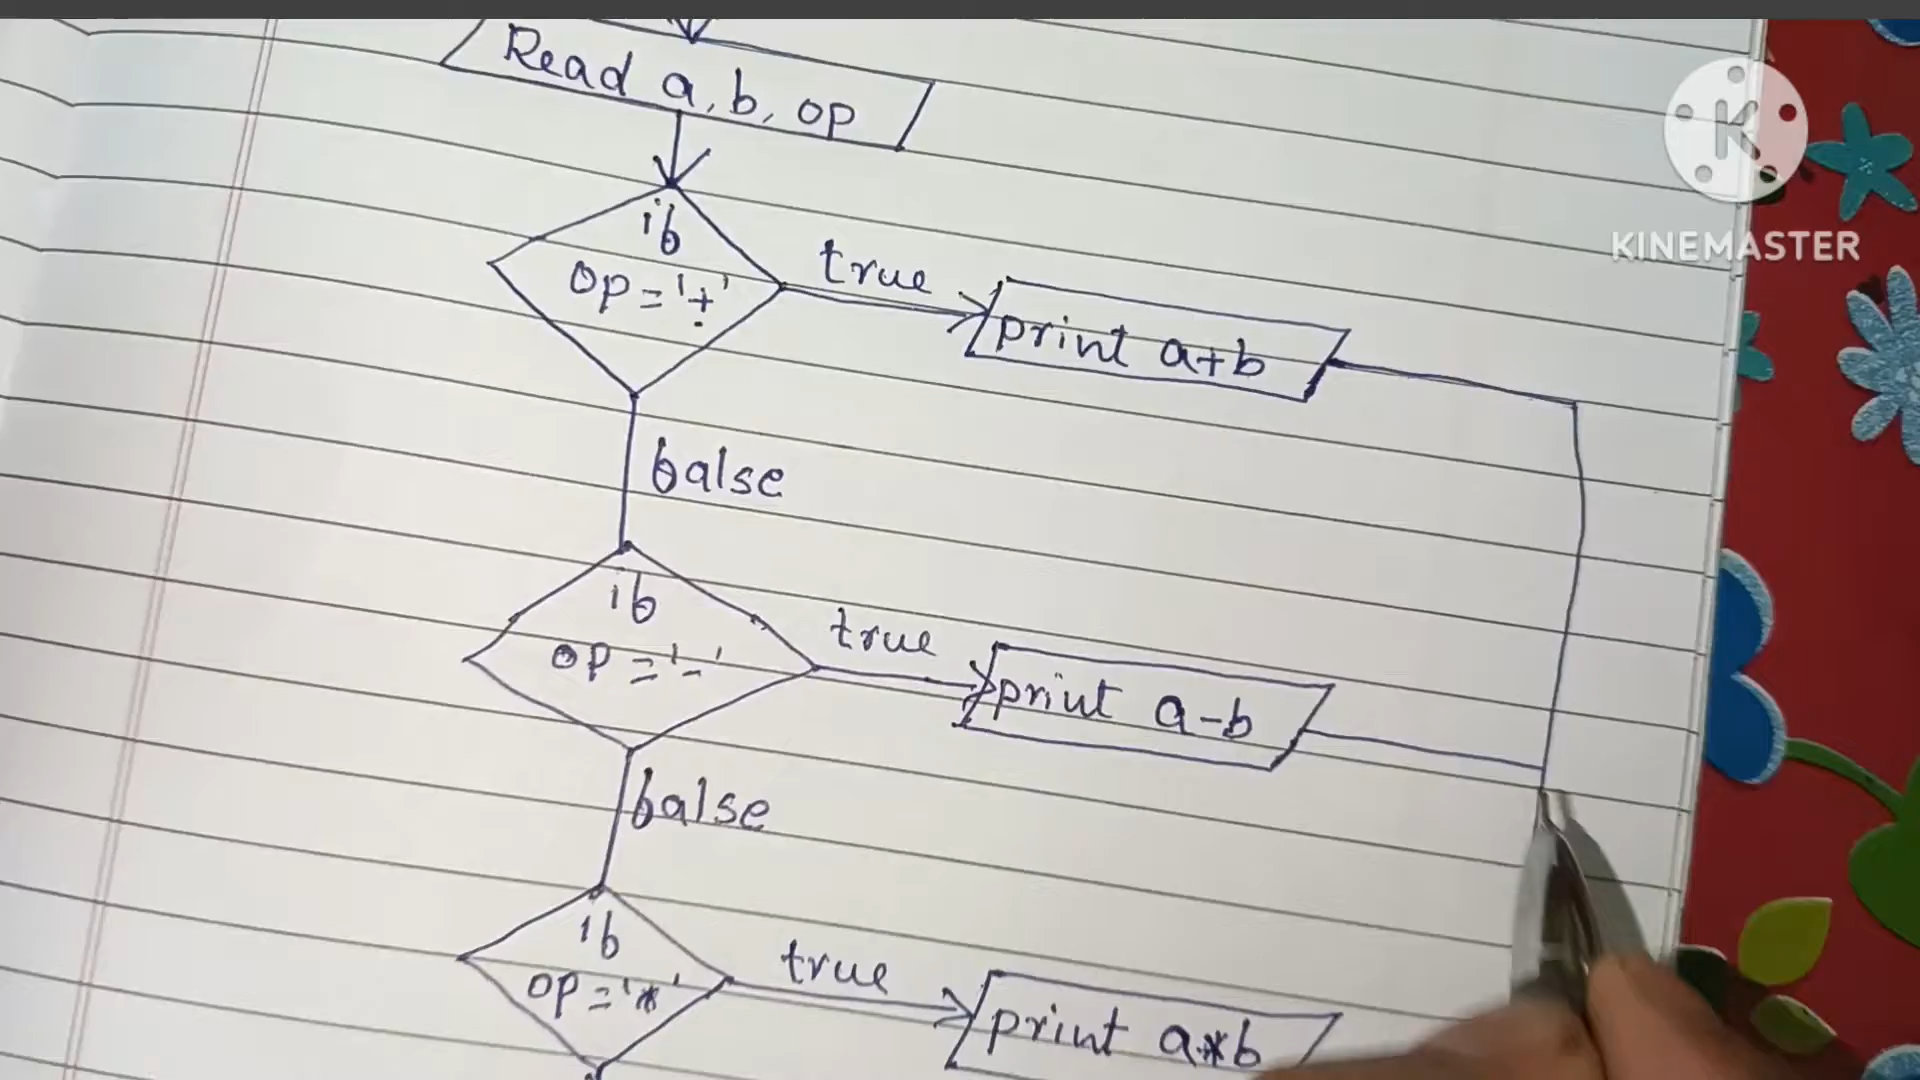 Read a, b, op
if
op = '+'
true
print a+b
false
if
op = '-'
true
print a-b
false
if
op = '*'
true
print a*b
K
KINEMASTER